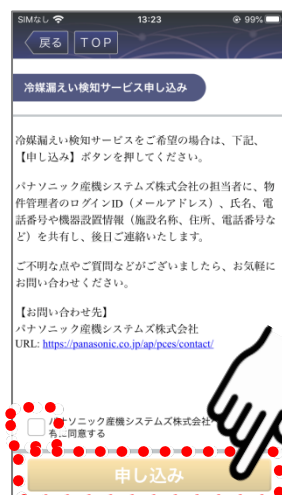 SIMなし 13:23 99%
戻る TOP
冷媒漏えい検知サービス申し込み
冷媒漏えい検知サービスをご希望の場合は、下記、
【申し込み】ボタンを押してください。
パナソニック産機システムズ株式会社の担当者に、物
件管理者のログインID（メールアドレス）、氏名、電
話番号や機器設置情報（施設名称、住所、電話番号な
ど）を共有し、後日ご連絡いたします。
ご不明な点やご質問などがございましたら、お気軽に
お問い合わせください。
【お問い合わせ先】
パナソニック産機システムズ株式会社
URL: https://panasonic.co.jp/ap/pces/contact/
パナソニック産機システムズ株式会社
有に同意する
申し込み